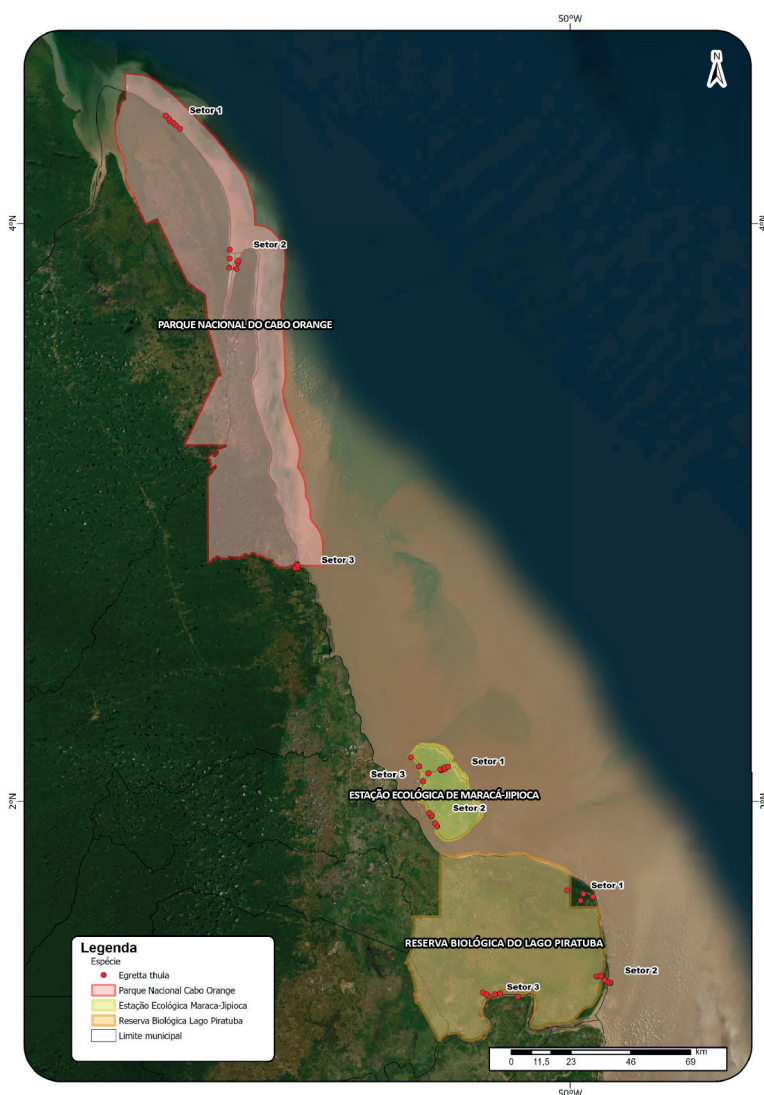 50°W
N
Setor 1
4°N
4°N
Setor 2
PARQUE NACIONAL DO CABO ORANGE
Setor 3
Setor 1
Setor 3
2°N
ESTAÇÃO ECOLÓGICA DE MARACÁ-JIPIOCA
Setor 2
Setor 1
RESERVA BIOLÓGICA DO LAGO PIRATUBA
Setor 2
Setor 3
Legenda
Espécie
Egretta thula
Parque Nacional Cabo Orange
Estação Ecológica Maraca-Jipioca
Reserva Biológica Lago Piratuba
Limite municipal
km
0 11,5 23 46 69
50°W